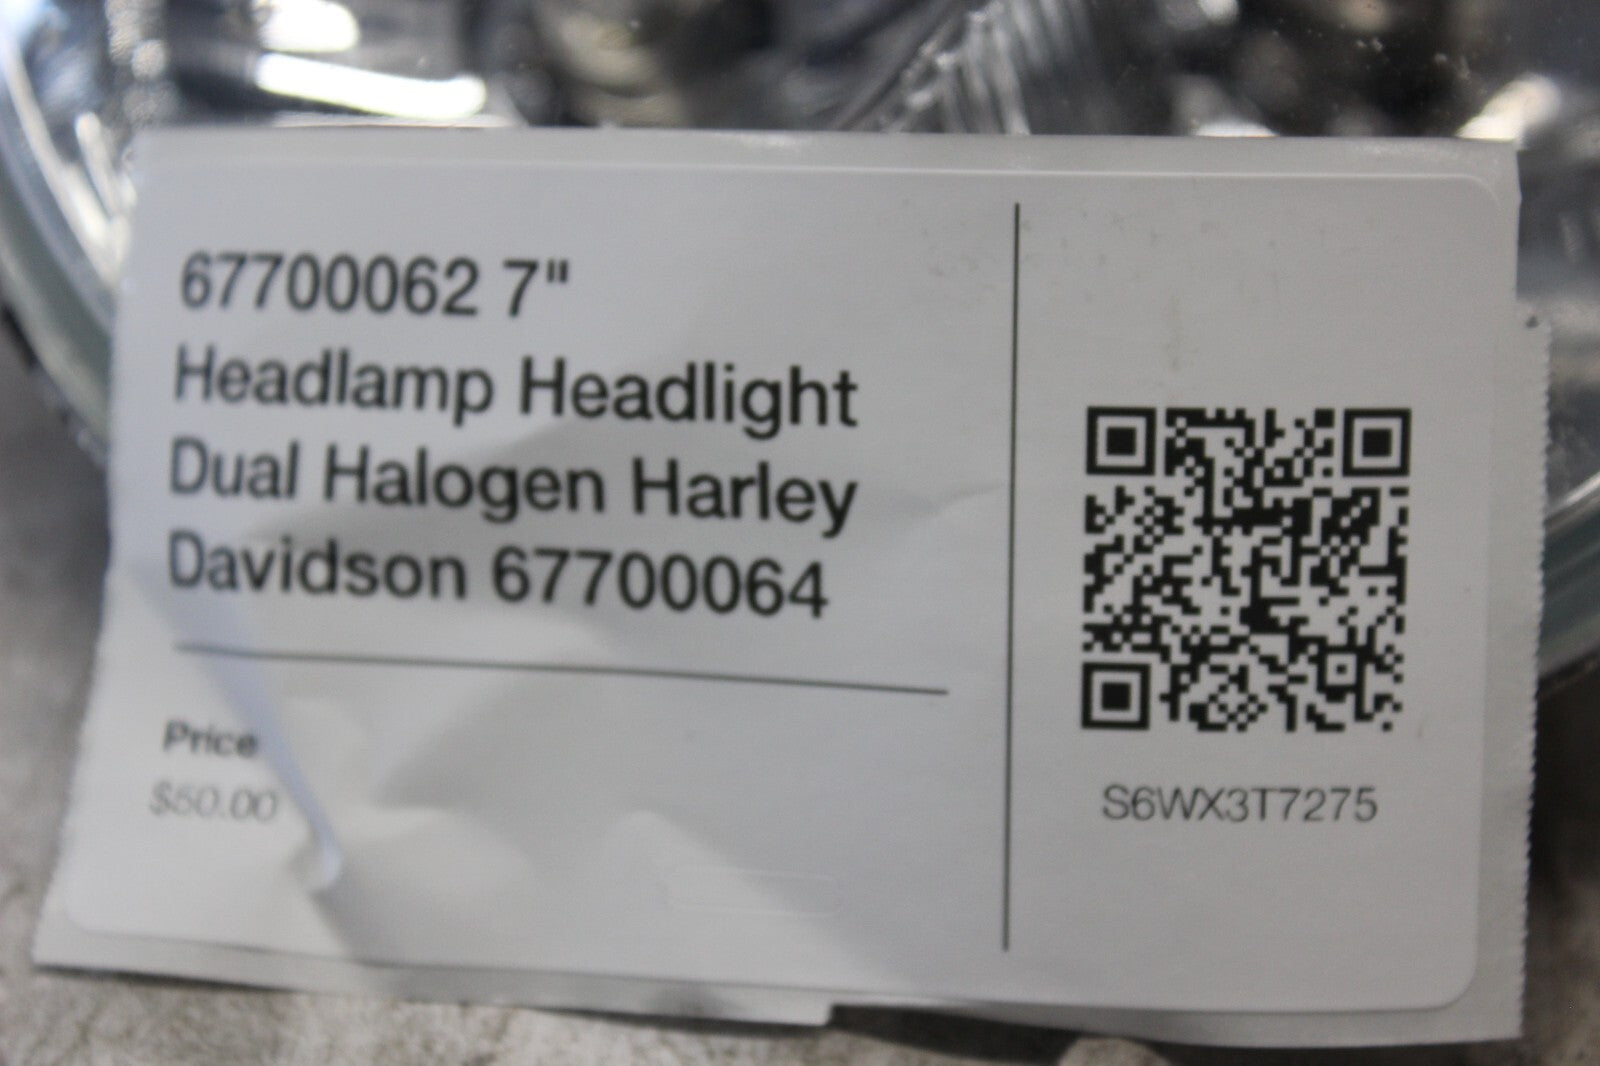 67700062 7"
Headlamp Headlight
Dual Halogen Harley
Davidson 67700064
Price
$50.00
S6WX3T7275